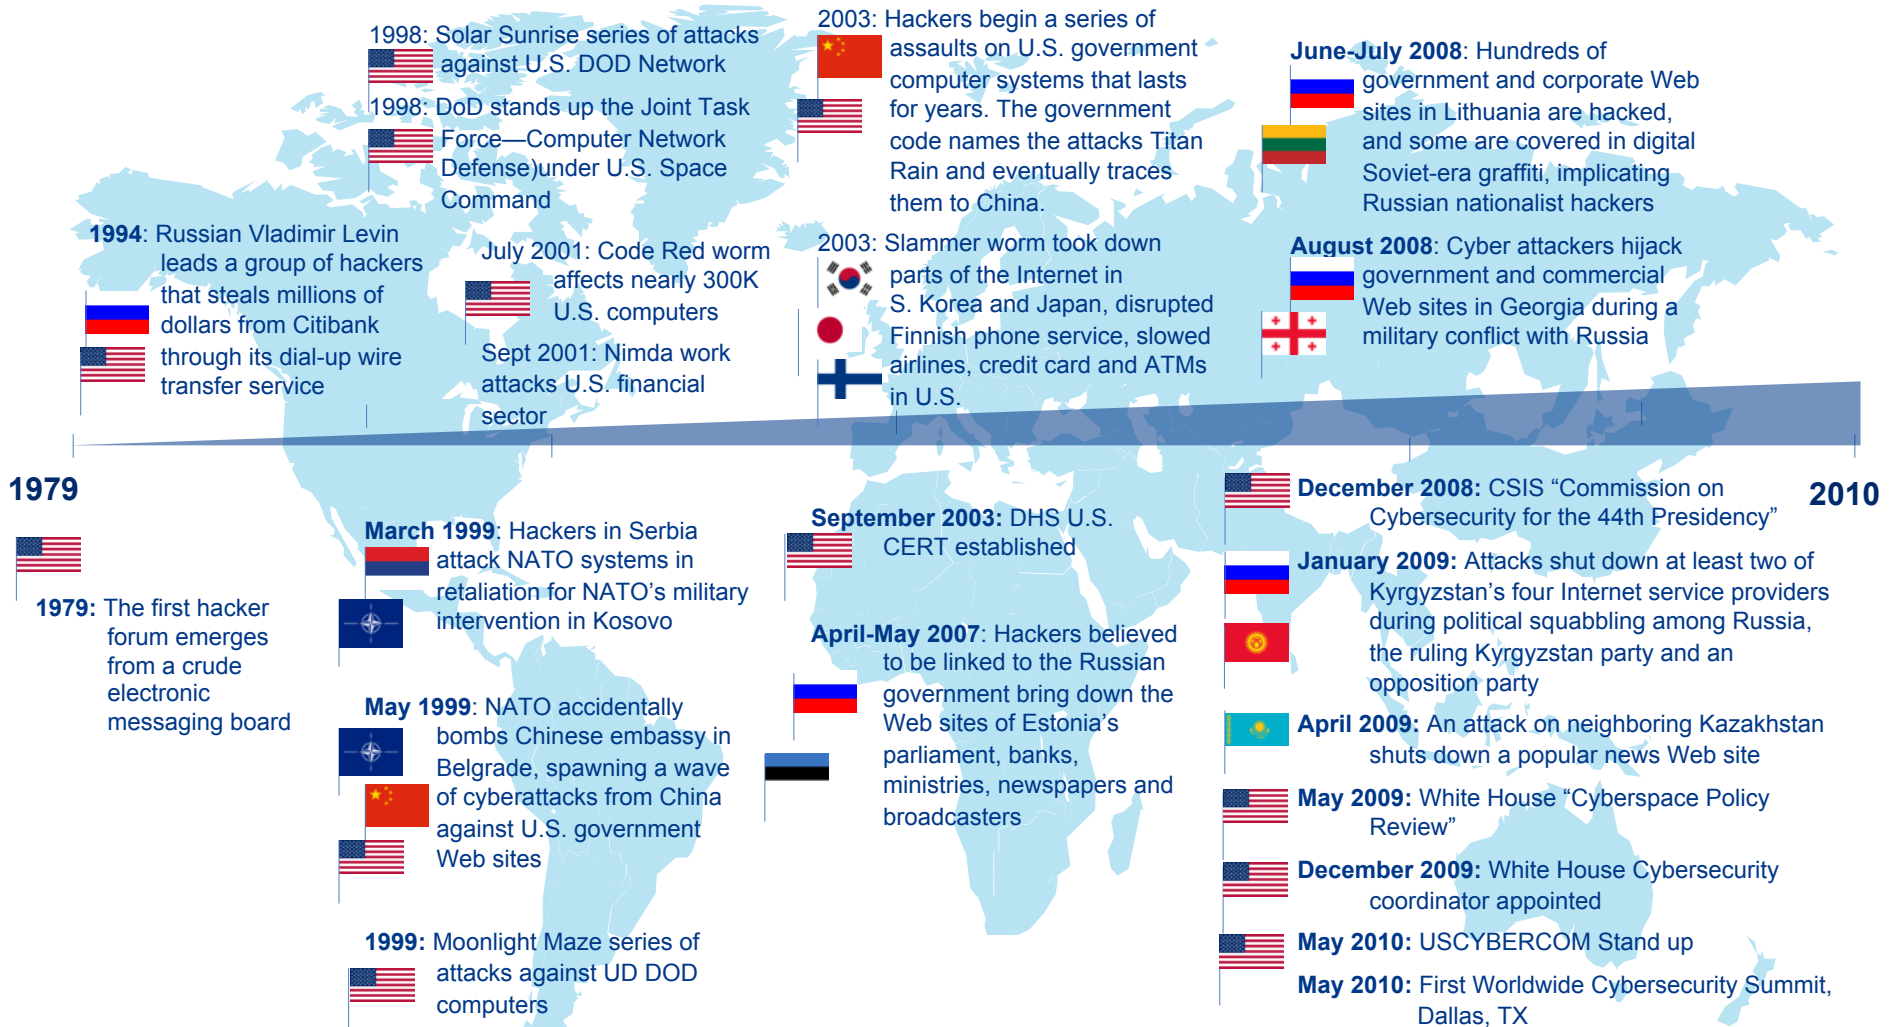 1998: Solar Sunrise series of attacks
against U.S. DOD Network
1998: DoD stands up the Joint Task
Force—Computer Network
Defense)under U.S. Space
Command
2003: Hackers begin a series of
assaults on U.S. government
computer systems that lasts
for years. The government
code names the attacks Titan
Rain and eventually traces
them to China.
June-July 2008: Hundreds of
government and corporate Web
sites in Lithuania are hacked,
and some are covered in digital
Soviet-era graffiti, implicating
Russian nationalist hackers
1994: Russian Vladimir Levin
leads a group of hackers
that steals millions of
dollars from Citibank
through its dial-up wire
transfer service
July 2001: Code Red worm
affects nearly 300K
U.S. computers
Sept 2001: Nimda work
attacks U.S. financial
sector
2003: Slammer worm took down
parts of the Internet in
S. Korea and Japan, disrupted
Finnish phone service, slowed
airlines, credit card and ATMs
in U.S.
August 2008: Cyber attackers hijack
government and commercial
Web sites in Georgia during a
military conflict with Russia
1979
2010
1979: The first hacker
forum emerges
from a crude
electronic
messaging board
March 1999: Hackers in Serbia
attack NATO systems in
retaliation for NATO’s military
intervention in Kosovo
May 1999: NATO accidentally
bombs Chinese embassy in
Belgrade, spawning a wave
of cyberattacks from China
against U.S. government
Web sites
1999: Moonlight Maze series of
attacks against UD DOD
computers
September 2003: DHS U.S.
CERT established
April-May 2007: Hackers believed
to be linked to the Russian
government bring down the
Web sites of Estonia’s
parliament, banks,
ministries, newspapers and
broadcasters
December 2008: CSIS “Commission on
Cybersecurity for the 44th Presidency”
January 2009: Attacks shut down at least two of
Kyrgyzstan’s four Internet service providers
during political squabbling among Russia,
the ruling Kyrgyzstan party and an
opposition party
April 2009: An attack on neighboring Kazakhstan
shuts down a popular news Web site
May 2009: White House “Cyberspace Policy
Review”
December 2009: White House Cybersecurity
coordinator appointed
May 2010: USCYBERCOM Stand up
May 2010: First Worldwide Cybersecurity Summit,
Dallas, TX